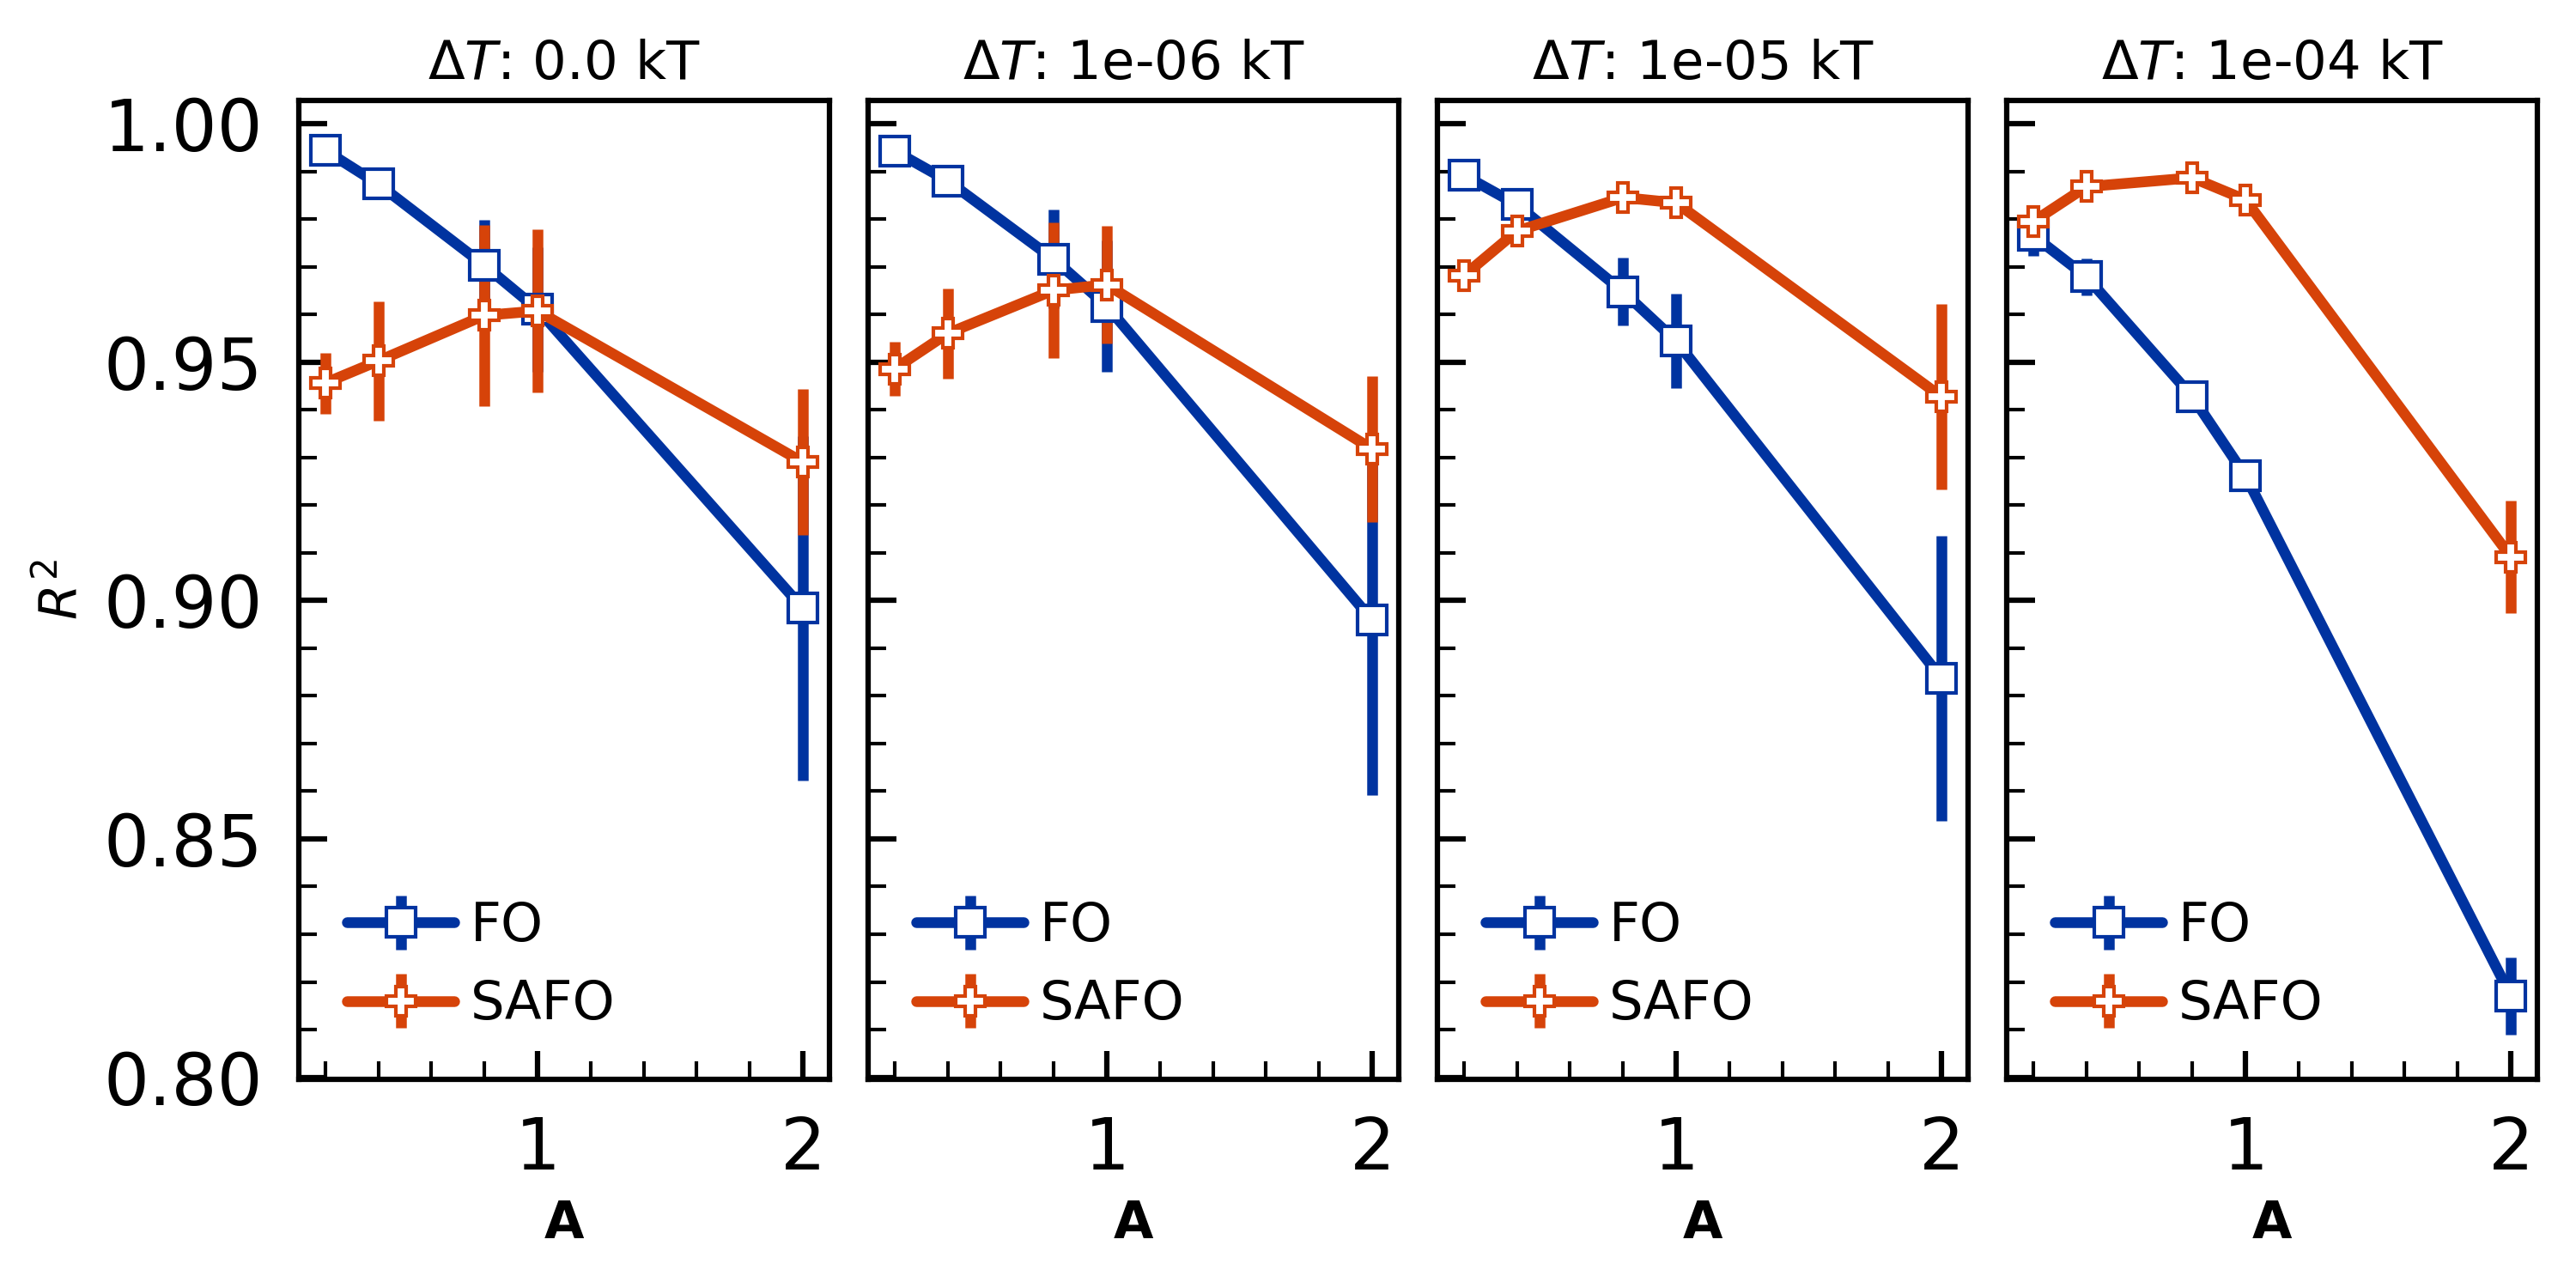 ΔT: 0.0 kT
ΔT: 1e-06 kT
ΔT: 1e-05 kT
ΔT: 1e-04 kT
1.00
0.95
0.90
0.85
0.80
R²
FO
SAFO
FO
SAFO
FO
SAFO
FO
SAFO
1 2
1 2
1 2
1 2
A
A
A
A